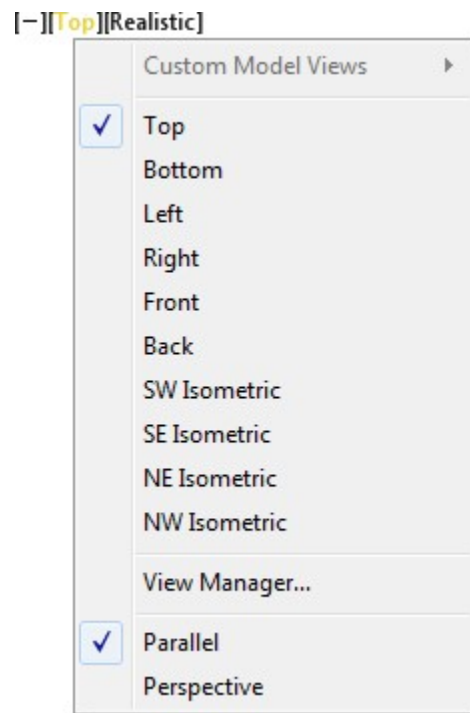 [−][Top][Realistic]
Custom Model Views
Top
Bottom
Left
Right
Front
Back
SW Isometric
SE Isometric
NE Isometric
NW Isometric
View Manager...
Parallel
Perspective